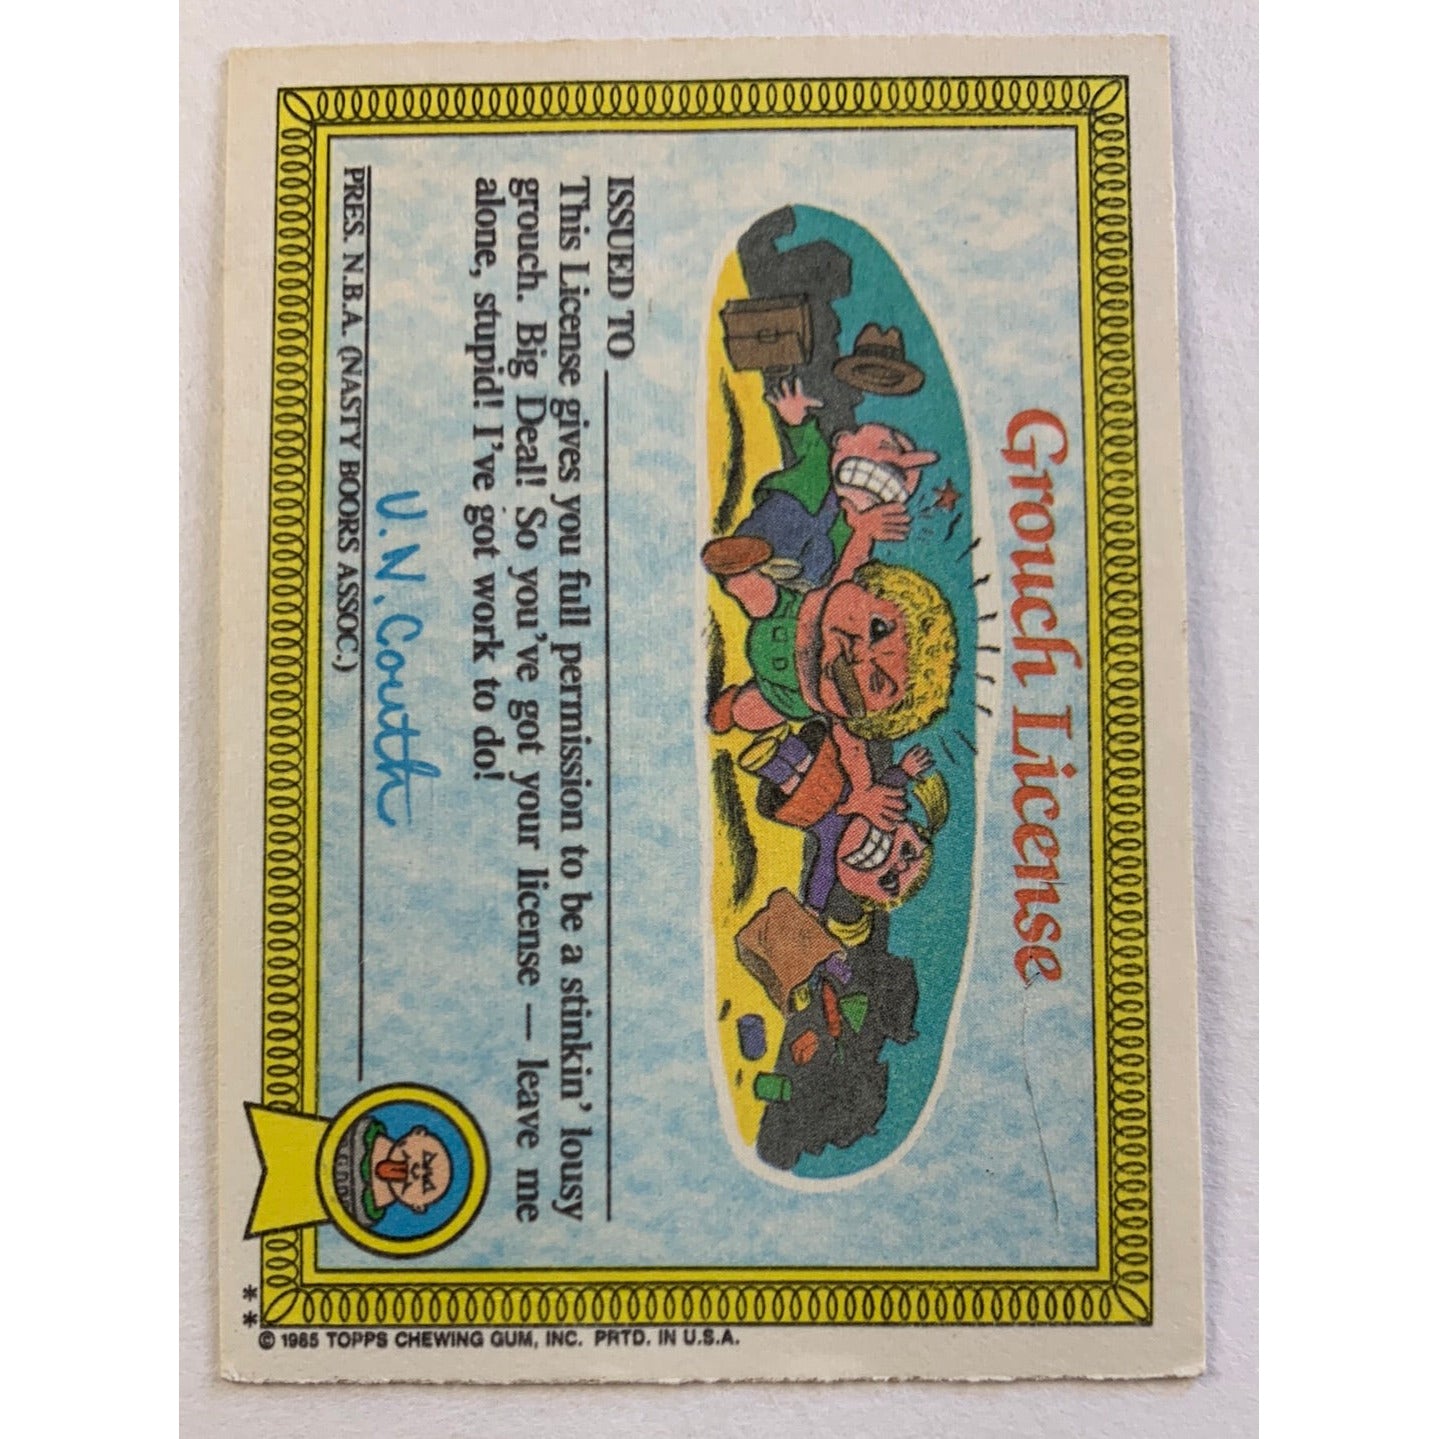 Grouch License
ISSUED TO
This License gives you full permission to be a stinkin' lousy
grouch. Big Deal! So you've got your license — leave me
alone, stupid! I've got work to do!
U.N. Couth
PRES. N.B.A. (NASTY BOORS ASSOC.)
**
© 1985 TOPPS CHEWING GUM, INC. PRTD. IN U.S.A.